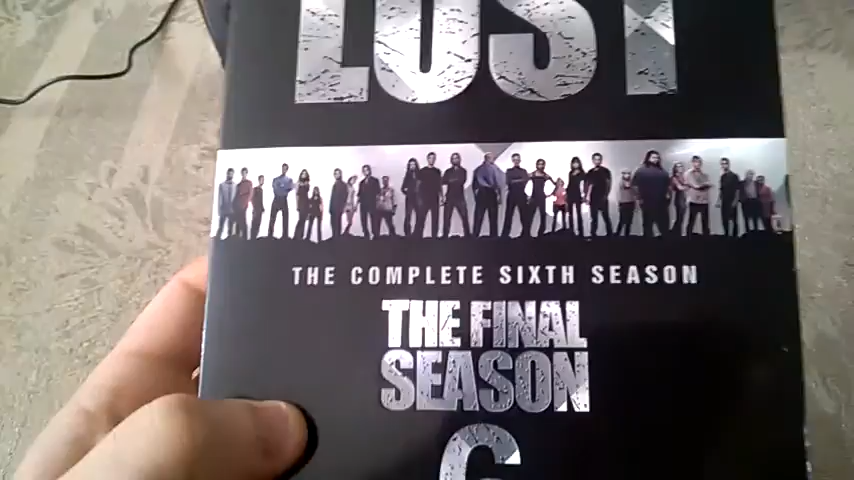 LOST
THE COMPLETE SIXTH SEASON
THE FINAL
SEASON
6